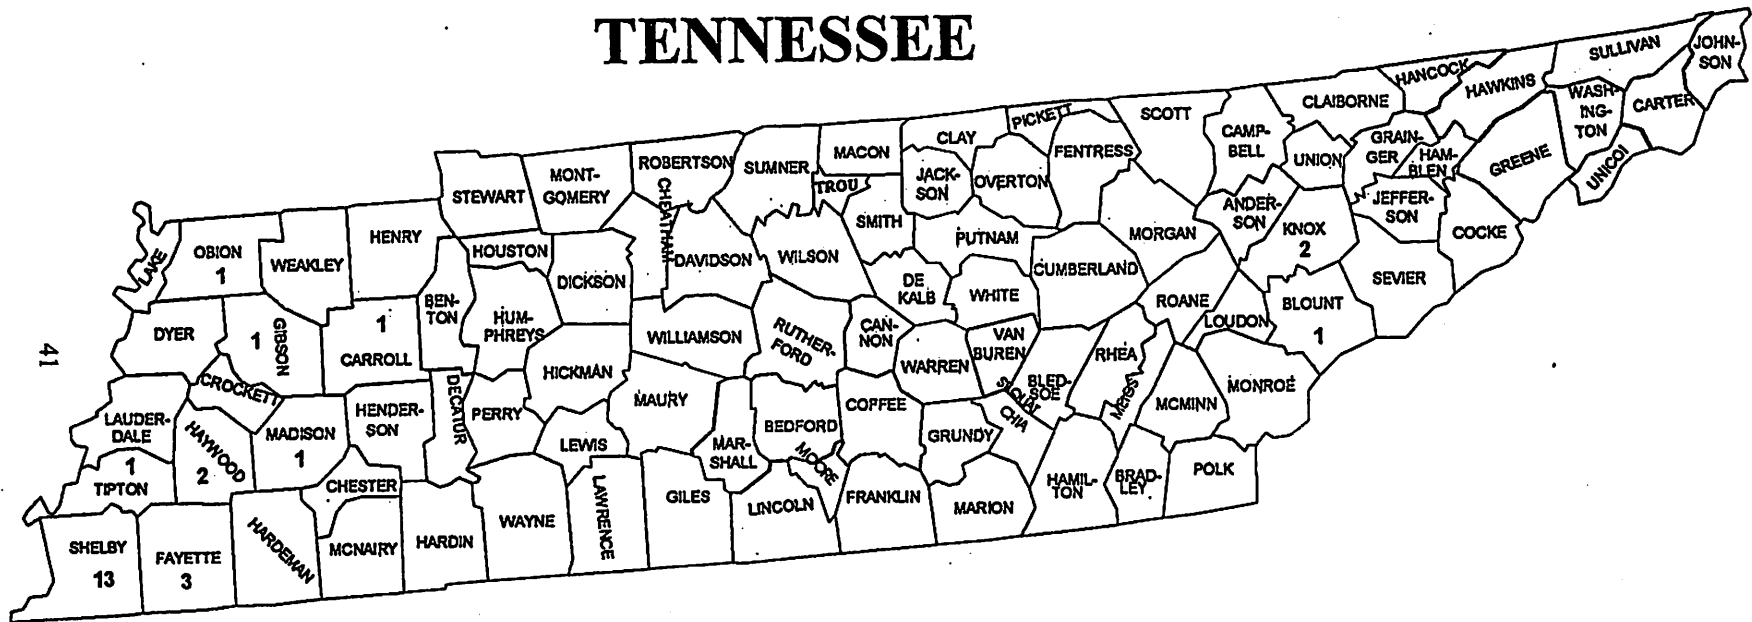 TENNESSEE
JOHN-
SON
SULLIVAN
HANCOCK
HAWKINS
WASH-
ING-
TON
CARTER
UNICOI
GREENE
CLAIBORNE
GRAIN-
GER
HAM-
BLEN
JEFFER-
SON
COCKE
SCOTT
CAMP-
BELL
UNION
ANDER-
SON
KNOX
2
SEVIER
BLOUNT
1
PICKETT
CLAY
FENTRESS
OVERTON
JACK-
SON
MACON
TROU
SMITH
PUTNAM
MORGAN
CUMBERLAND
ROANE
LOUDON
MONROE
DE
KALB
WHITE
SUMNER
ROBERTSON
CHEATHAM
DAVIDSON
WILSON
MONT-
GOMERY
STEWART
HOUSTON
DICKSON
HUM-
PHREYS
HENRY
WEAKLEY
OBION
1
LAKE
DYER
1
GIBSON
1
CARROLL
BEN-
TON
WILLIAMSON
RUTHER-
FORD
CAN-
NON
WARREN
VAN
BUREN
BLED-
SOE
RHEA
MEIGS
MCMINN
SEQUAT
CHIA
HICKMAN
MAURY
PERRY
DECATUR
HENDER-
SON
CROCKETT
LAUDER-
DALE
HAYWOOD
2
MADISON
1
1
TIPTON
CHESTER
LEWIS
MAR-
SHALL
BEDFORD
MOORE
COFFEE
GRUNDY
HAMIL-
TON
BRAD-
LEY
POLK
MARION
FRANKLIN
LINCOLN
GILES
LAWRENCE
WAYNE
HARDIN
MCNAIRY
HARDEMAN
FAYETTE
3
SHELBY
13
41